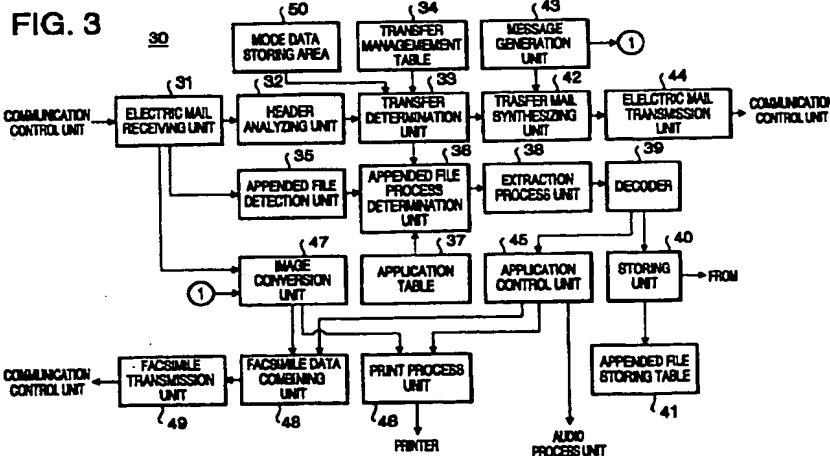 FIG. 3
30
50
34
43
MODE DATA
STORING AREA
TRANSFER
MANAGEMEMENT
TABLE
MESSAGE
GENERATION
UNIT
1
31
32
33
42
44
COMMUNICATION
CONTROL UNIT
ELECTRIC MAIL
RECEIVING UNIT
HEADER
ANALYZING UNIT
TRANSFER
DETERMINATION
UNIT
TRASFER MAIL
SYNTHESIZING
UNIT
ELELCTRIC MAIL
TRANSMISSION
UNIT
COMMUNICATION
CONTROL UNIT
35
36
38
39
APPENDED FILE
DETECTION UNIT
APPENDED FILE
PROCESS
DETERMINATION
UNIT
EXTRACTION
PROCESS UNIT
DECODER
47
37
45
40
IMAGE
CONVERSION
UNIT
1
APPLICATION
TABLE
APPLICATION
CONTROL UNIT
STORING
UNIT
FROM
COMMUNICATION
CONTROL UNIT
FACSIMILE
TRANSMISSION
UNIT
FACSIMILE DATA
COMBINING
UNIT
PRINT PROCESS
UNIT
APPENDED FILE
STORING TABLE
49
48
46
41
PRINTER
AUDIO
PROCESS UNIT